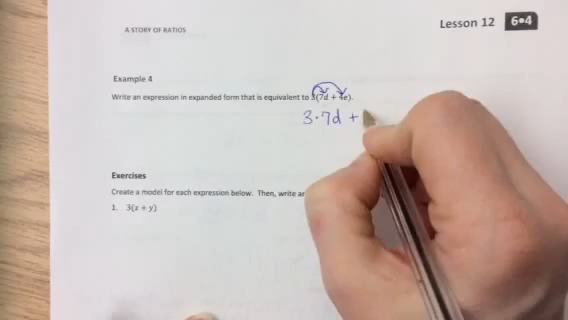 A STORY OF RATIOS
Lesson 12 6•4
Example 4
Write an expression in expanded form that is equivalent to 3(7d + 4e).
3·7d +
Exercises
Create a model for each expression below. Then, write
1. 3(x + y)